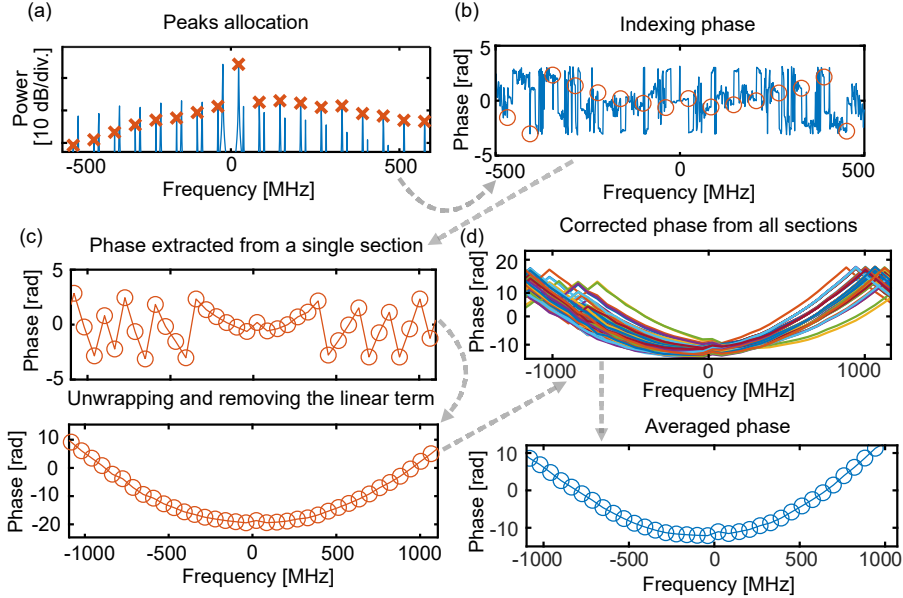 (a)
Peaks allocation
Power
[10 dB/div.]
-500
0
500
Frequency [MHz]
(b)
Indexing phase
Phase [rad]
5
0
-5
-500
0
500
Frequency [MHz]
(c)
Phase extracted from a single section
Phase [rad]
5
0
-5
Unwrapping and removing the linear term
Phase [rad]
10
0
-10
-20
-1000
-500
0
500
1000
Frequency [MHz]
(d)
Corrected phase from all sections
Phase [rad]
20
10
0
-10
-1000
0
1000
Frequency [MHz]
Averaged phase
Phase [rad]
10
0
-10
-1000
-500
0
500
1000
Frequency [MHz]